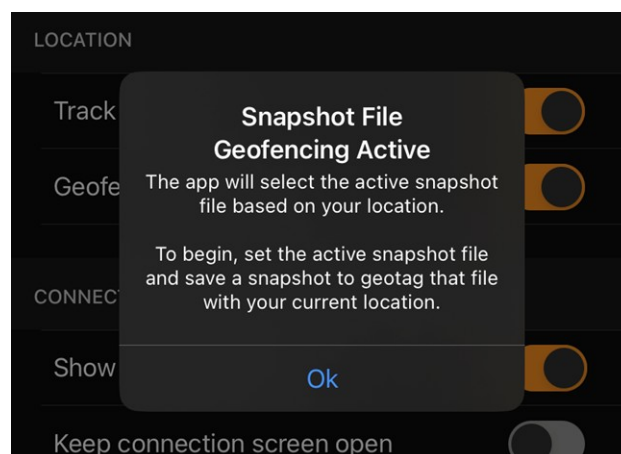 LOCATION
Track
Snapshot File
Geofencing Active
Geofe
The app will select the active snapshot
file based on your location.
To begin, set the active snapshot file
and save a snapshot to geotag that file
with your current location.
CONNEC
Show
Ok
Keep connection screen open